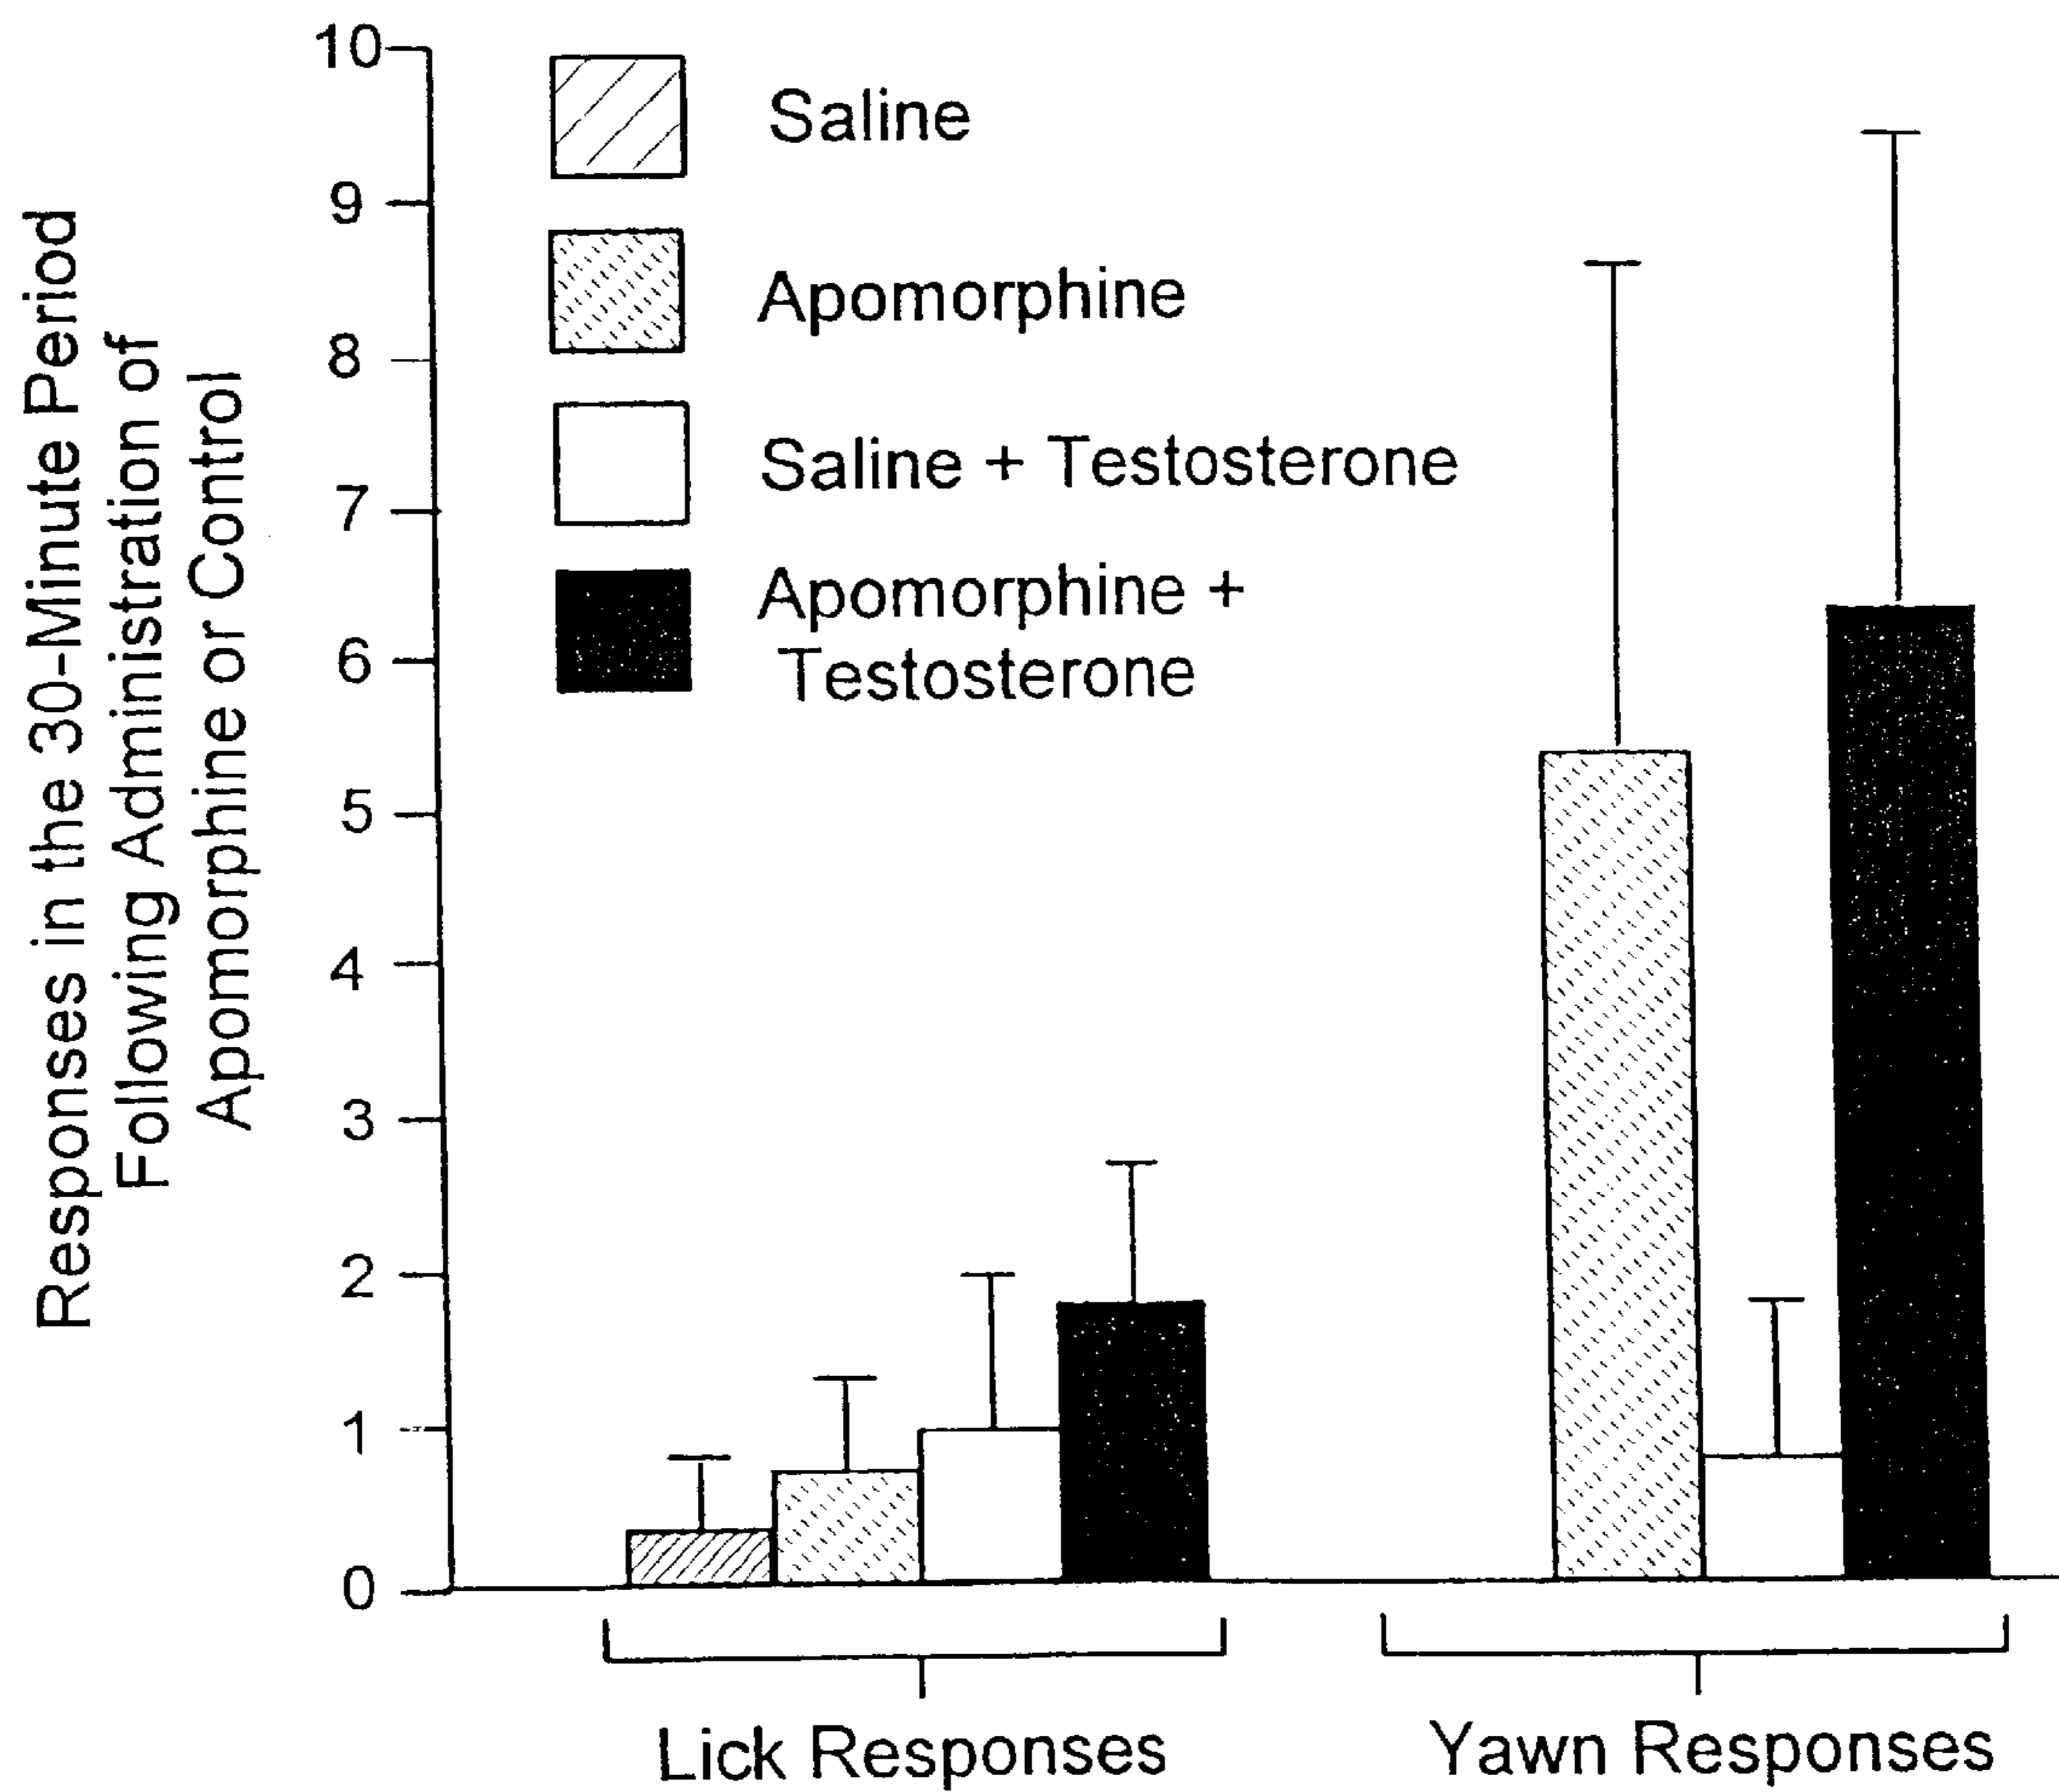 Responses in the 30-Minute Period
Following Administration of
Apomorphine or Control
10
9
8
7
6
5
4
3
2
1
0
Saline
Apomorphine
Saline + Testosterone
Apomorphine +
Testosterone
Lick Responses
Yawn Responses